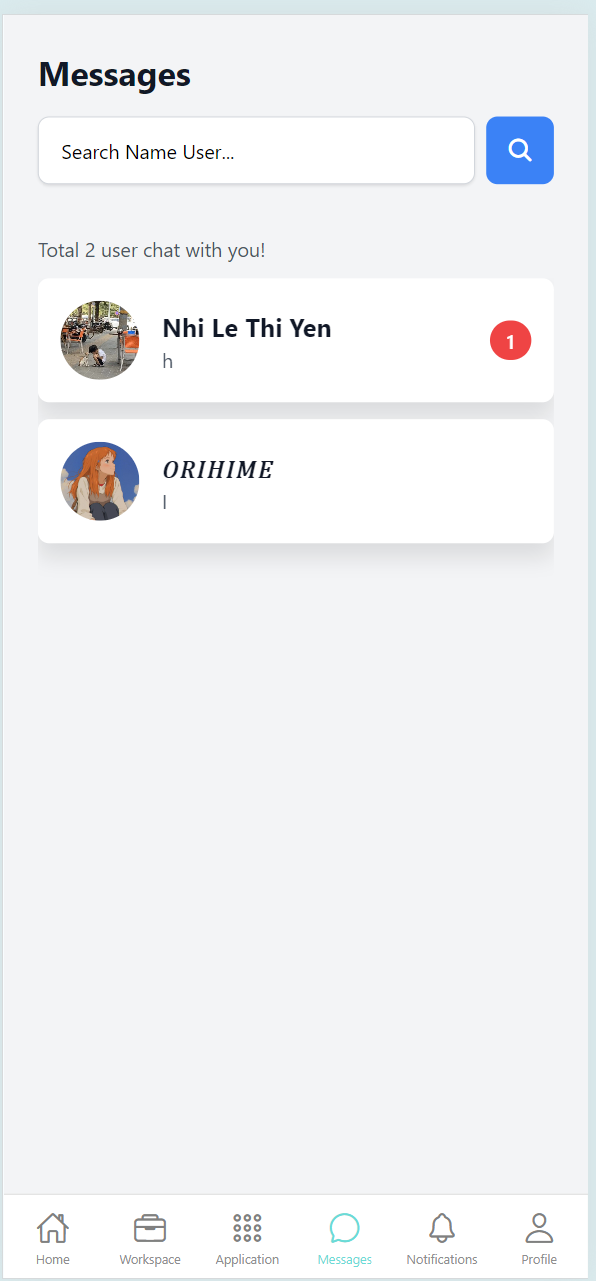 Messages
Search Name User...
Total 2 user chat with you!
Nhi Le Thi Yen
1
h
ORIHIME
l
Home
Workspace
Application
Messages
Notifications
Profile